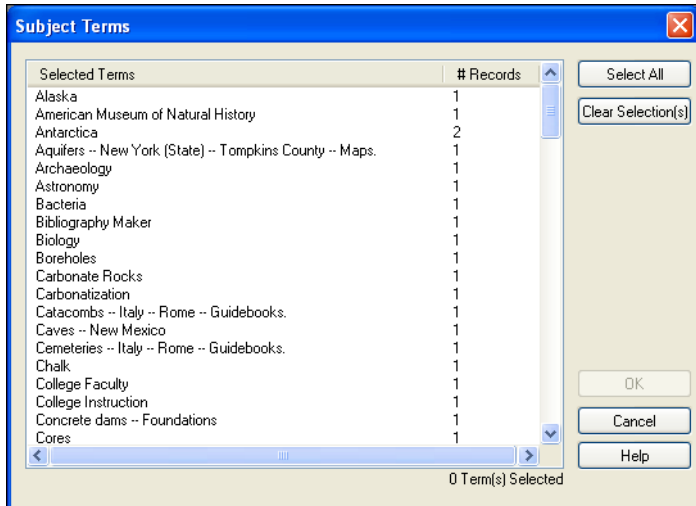 Subject Terms
Selected Terms # Records
Alaska 1
American Museum of Natural History 1
Antarctica 2
Aquifers -- New York (State) -- Tompkins County -- Maps. 1
Archaeology 1
Astronomy 1
Bacteria 1
Bibliography Maker 1
Biology 1
Boreholes 1
Carbonate Rocks 1
Carbonatization 1
Catacombs -- Italy -- Rome -- Guidebooks. 1
Caves -- New Mexico 1
Cemeteries -- Italy -- Rome -- Guidebooks. 1
Chalk 1
College Faculty 1
College Instruction 1
Concrete dams -- Foundations 1
Cores 1
0 Term(s) Selected
Select All
Clear Selection(s)
OK
Cancel
Help